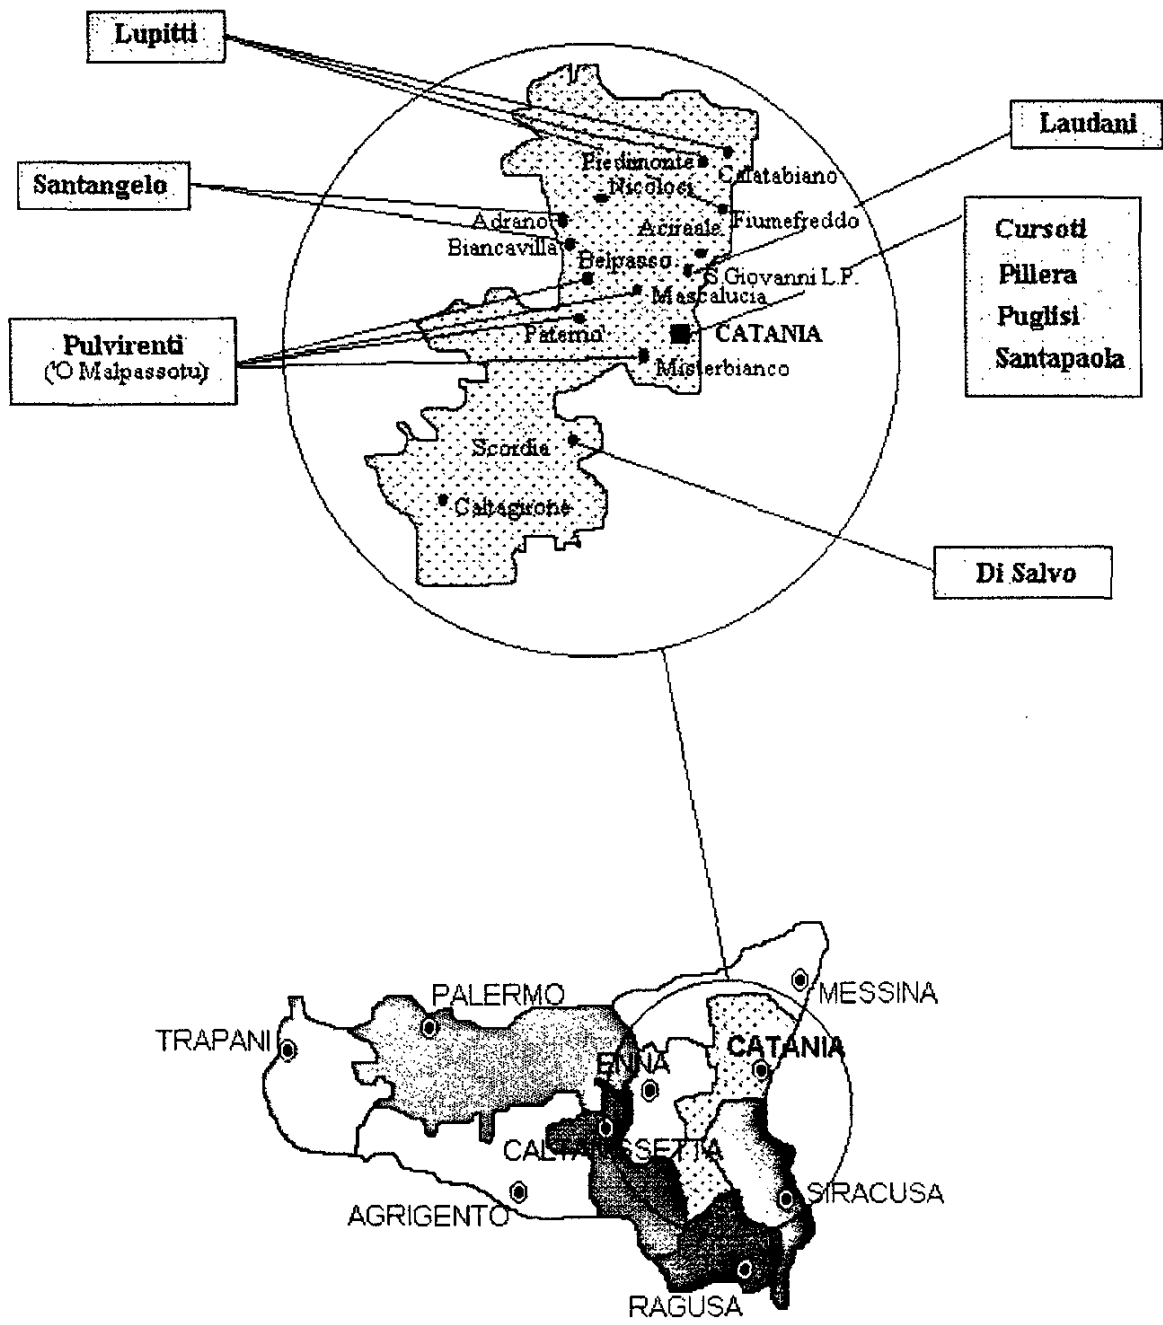 Lupitti
Laudani
Piedimonte
Nicolosi
Calatabiano
Santangelo
Adrano
Acireale
Fiumefreddo
Cursoti
Biancavilla
Belpasso
S.Giovanni L.P.
Pillera
Mascalucia
Puglisi
Pulvirenti
('O Malpassotu)
Paterno'
CATANIA
Santapaola
Misterbianco
Scordia
Caltagirone
Di Salvo
MESSINA
PALERMO
TRAPANI
ENNA
CATANIA
CALTANISSETTA
SIRACUSA
AGRIGENTO
RAGUSA